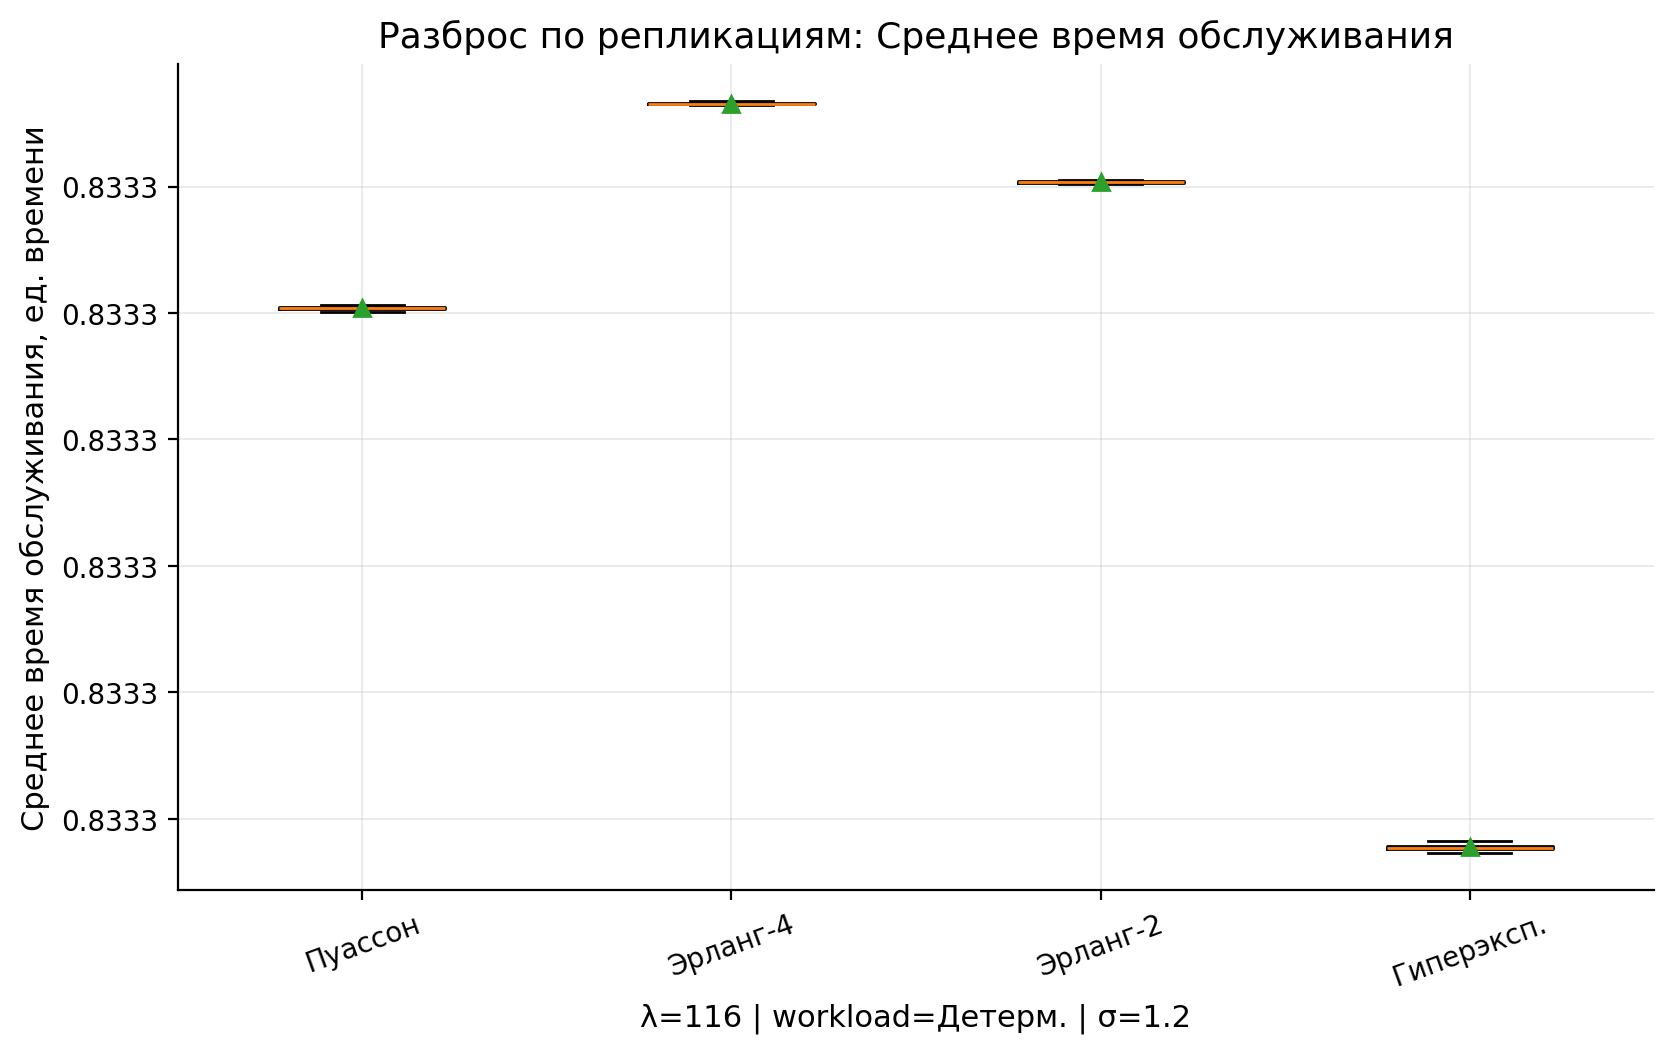 Разброс по репликациям: Среднее время обслуживания
Среднее время обслуживания, ед. времени
0.8333
0.8333
0.8333
0.8333
0.8333
0.8333
Пуассон
Эрланг-4
Эрланг-2
Гиперэксп.
λ=116 | workload=Детерм. | σ=1.2